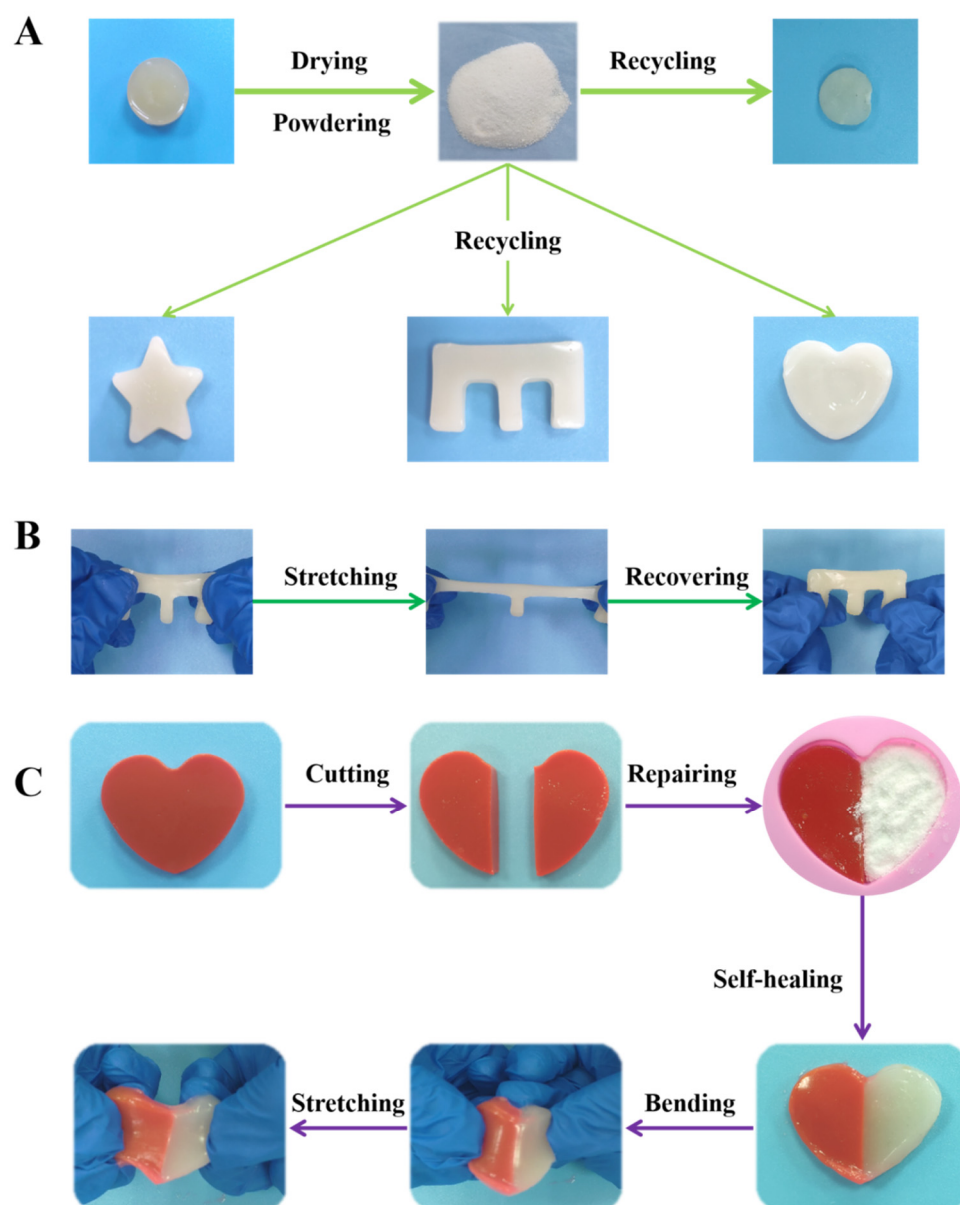 A
Drying
Powdering
Recycling
Recycling
B
Stretching
Recovering
C
Cutting
Repairing
Self-healing
Stretching
Bending